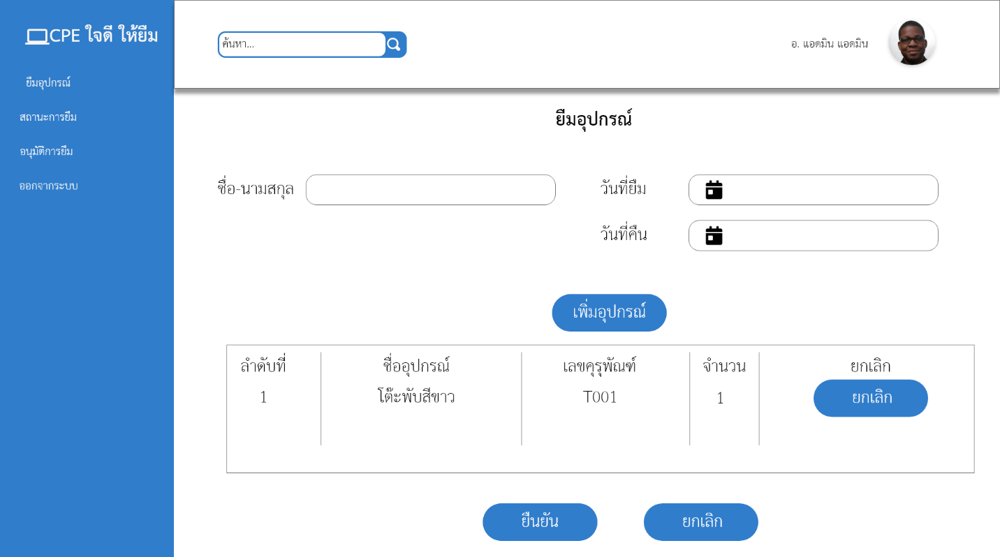 CPE ใจดี ให้ยืม
ยืมอุปกรณ์
สถานะการยืม
อนุมัติการยืม
ออกจากระบบ
ค้นหา...
อ. แอดมิน แอดมิน
ยืมอุปกรณ์
ชื่อ-นามสกุล
วันที่ยืม
วันที่คืน
เพิ่มอุปกรณ์
ลำดับที่ ชื่ออุปกรณ์ เลขคุรุพัณฑ์ จำนวน ยกเลิก
1 โต๊ะพับสีขาว T001 1 ยกเลิก
ยืนยัน ยกเลิก